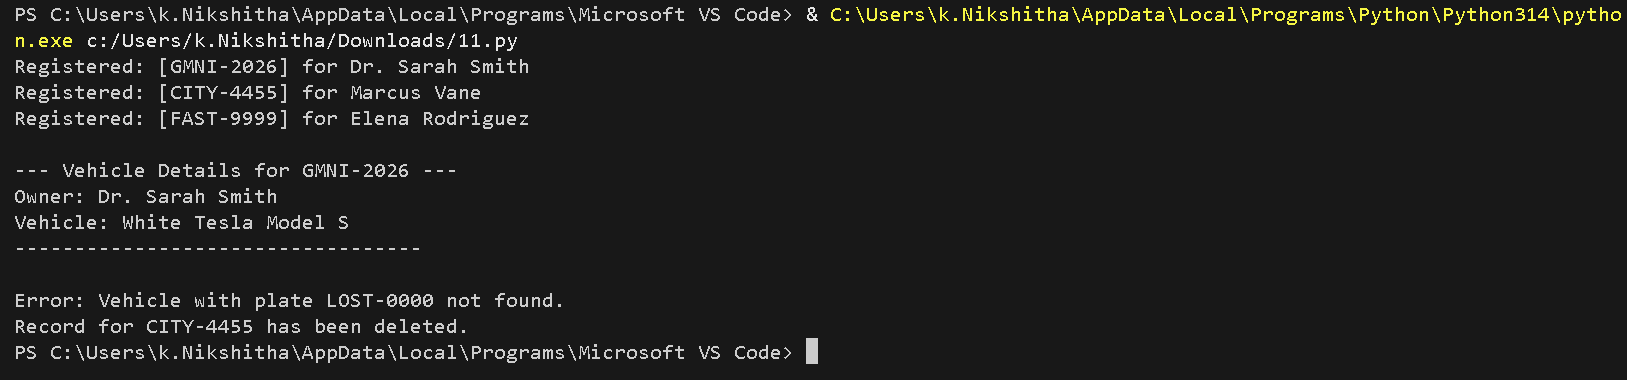 PS C:\Users\k.Nikshitha\AppData\Local\Programs\Microsoft VS Code> & C:\Users\k.Nikshitha\AppData\Local\Programs\Python\Python314\pytho
n.exe c:/Users/k.Nikshitha/Downloads/11.py
Registered: [GMNI-2026] for Dr. Sarah Smith
Registered: [CITY-4455] for Marcus Vane
Registered: [FAST-9999] for Elena Rodriguez
--- Vehicle Details for GMNI-2026 ---
Owner: Dr. Sarah Smith
Vehicle: White Tesla Model S
----------------------------------
Error: Vehicle with plate LOST-0000 not found.
Record for CITY-4455 has been deleted.
PS C:\Users\k.Nikshitha\AppData\Local\Programs\Microsoft VS Code>